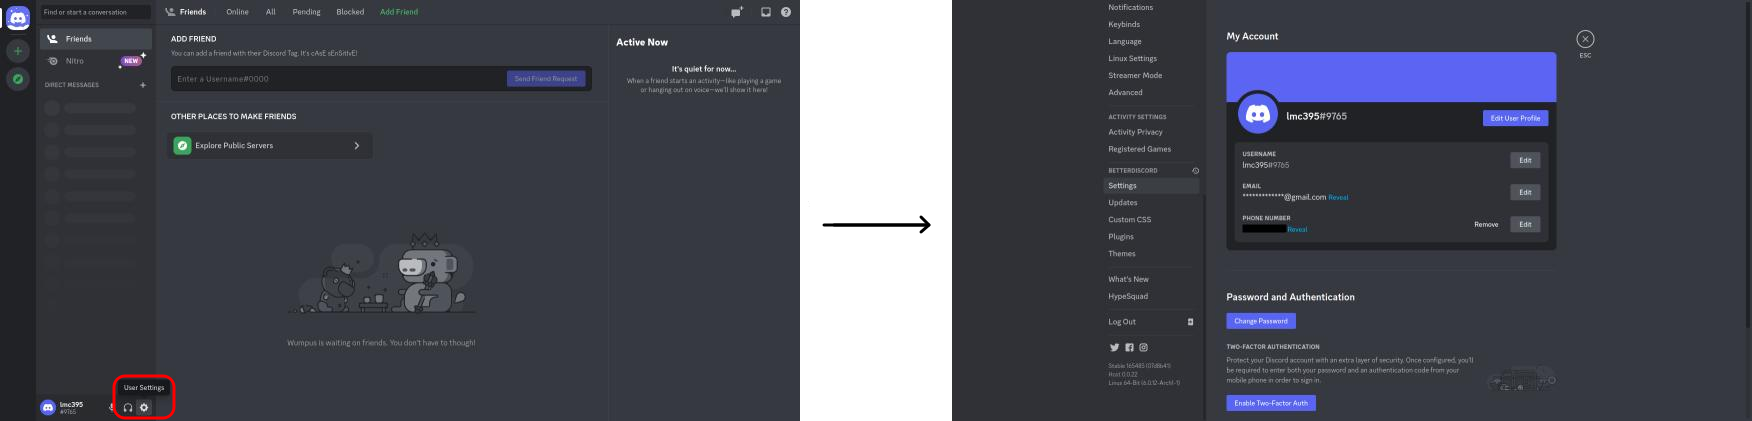 Find or start a conversation
Friends
Nitro
NEW
DIRECT MESSAGES
lmc395
#9765
User Settings
Friends
Online
All
Pending
Blocked
Add Friend
ADD FRIEND
You can add a friend with their Discord Tag. It's cAsE sEnSitIvE!
Enter a Username#0000
Send Friend Request
OTHER PLACES TO MAKE FRIENDS
Explore Public Servers
Wumpus is waiting on friends. You don't have to though!
Active Now
It's quiet for now...
When a friend starts an activity—like playing a game
or hanging out on voice—we'll show it here!
Notifications
Keybinds
Language
Linux Settings
Streamer Mode
Advanced
ACTIVITY SETTINGS
Activity Privacy
Registered Games
BETTERDISCORD
Settings
Updates
Custom CSS
Plugins
Themes
What's New
HypeSquad
Log Out
Stable 165485 (07d8b41)
Host 0.0.22
Linux 64-Bit (6.0.12-Arch1-1)
My Account
ESC
lmc395#9765
Edit User Profile
USERNAME
lmc395#9765
Edit
EMAIL
*************@gmail.com Reveal
Edit
PHONE NUMBER
Reveal
Remove
Edit
Password and Authentication
Change Password
TWO-FACTOR AUTHENTICATION
Protect your Discord account with an extra layer of security. Once configured, you'll
be required to enter both your password and an authentication code from your
mobile phone in order to sign in.
Enable Two-Factor Auth